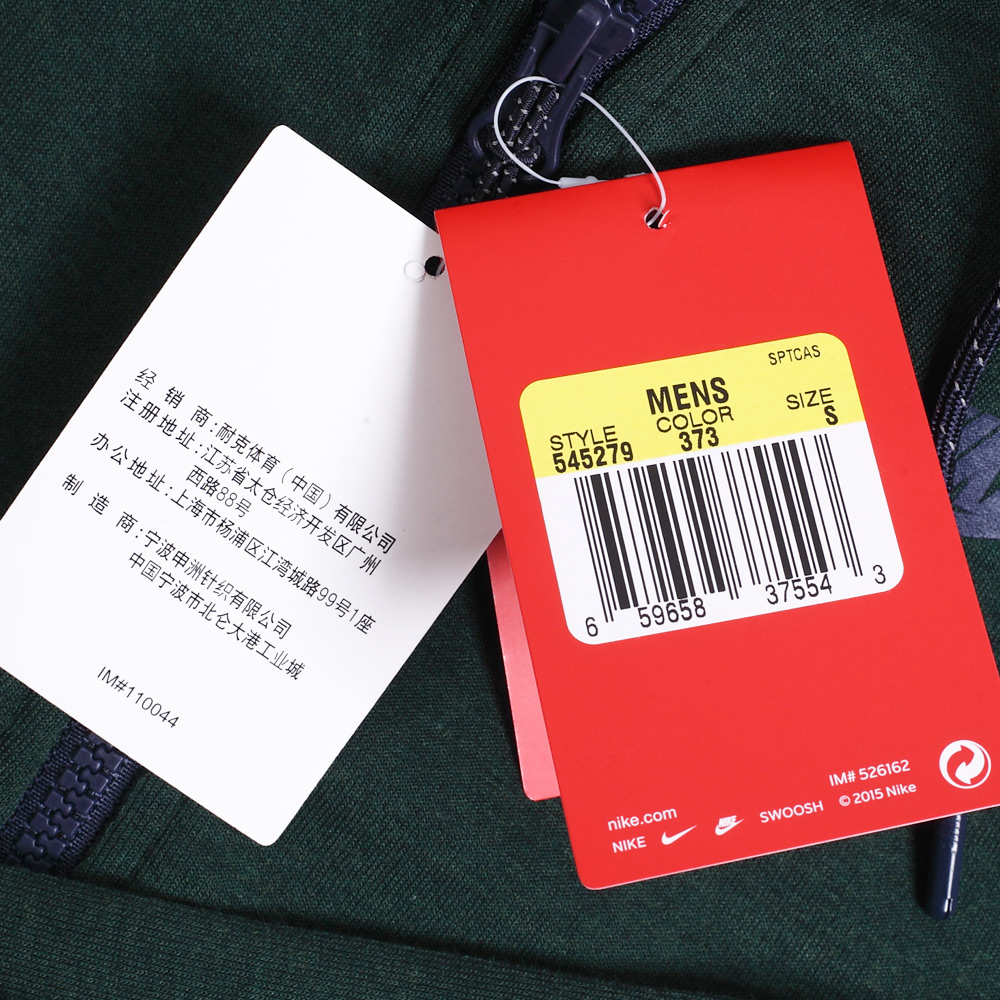 经 销 商:耐克体育(中国)有限公司
注册地址:江苏省太仓经济开发区广州
西路88号
办公地址:上海市杨浦区江湾城路99号1座
制 造 商:宁波申洲针织有限公司
中国宁波市北仑大港工业城
IM#110044
SPTCAS
MENS
STYLE COLOR SIZE
545279 373 S
6 59658 37554 3
IM# 526162
nike.com
NIKE NIKE SWOOSH © 2015 Nike